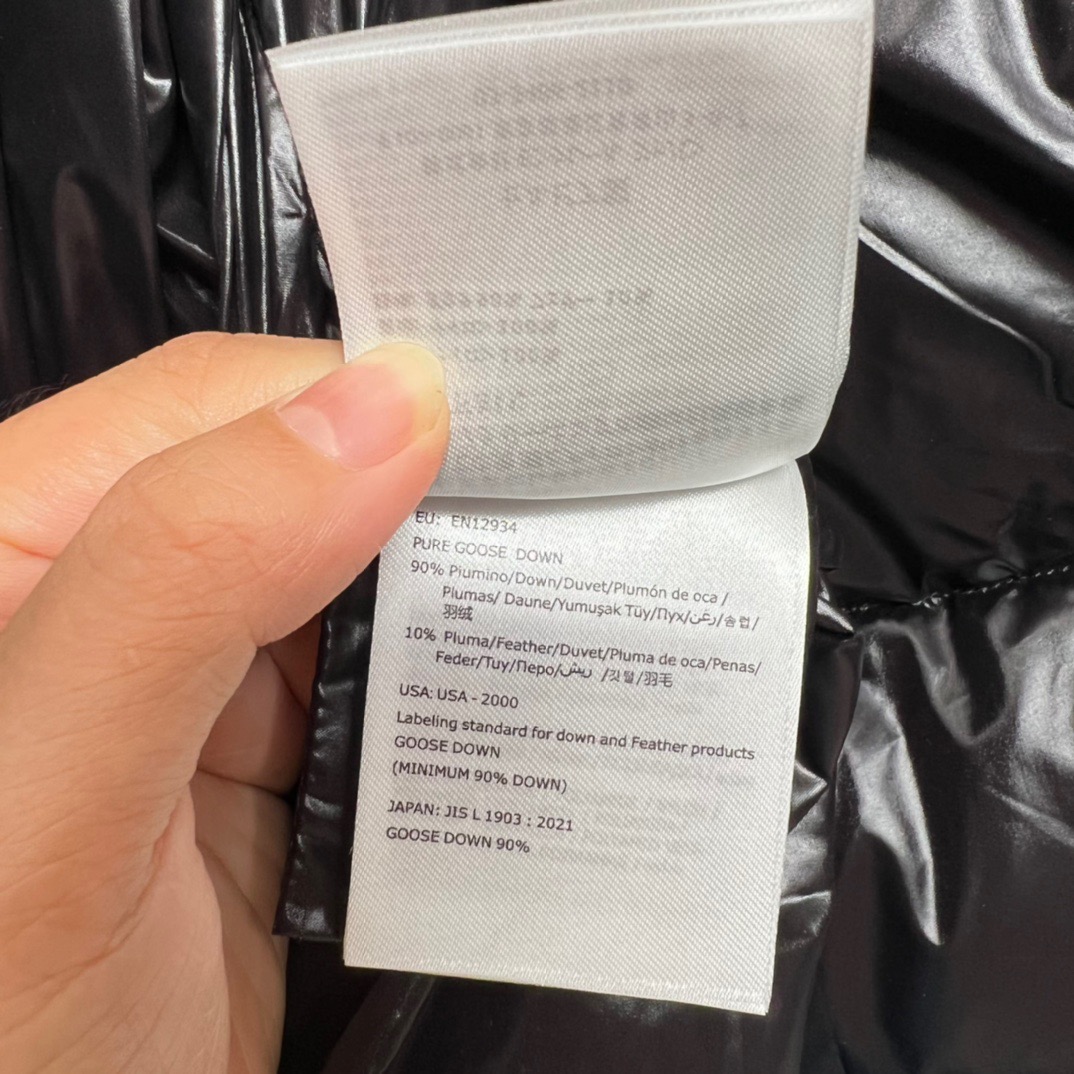 EU: EN12934
PURE GOOSE DOWN
90% Piumino/Down/Duvet/Plumón de oca /
Plumas/ Daune/Yumuşak Tüy/Пух/رغن/솜털/
羽绒
10% Pluma/Feather/Duvet/Pluma de oca/Penas/
Feder/Tuy/Перо/ريش /깃털/羽毛
USA: USA - 2000
Labeling standard for down and Feather products
GOOSE DOWN
(MINIMUM 90% DOWN)
JAPAN: JIS L 1903 : 2021
GOOSE DOWN 90%